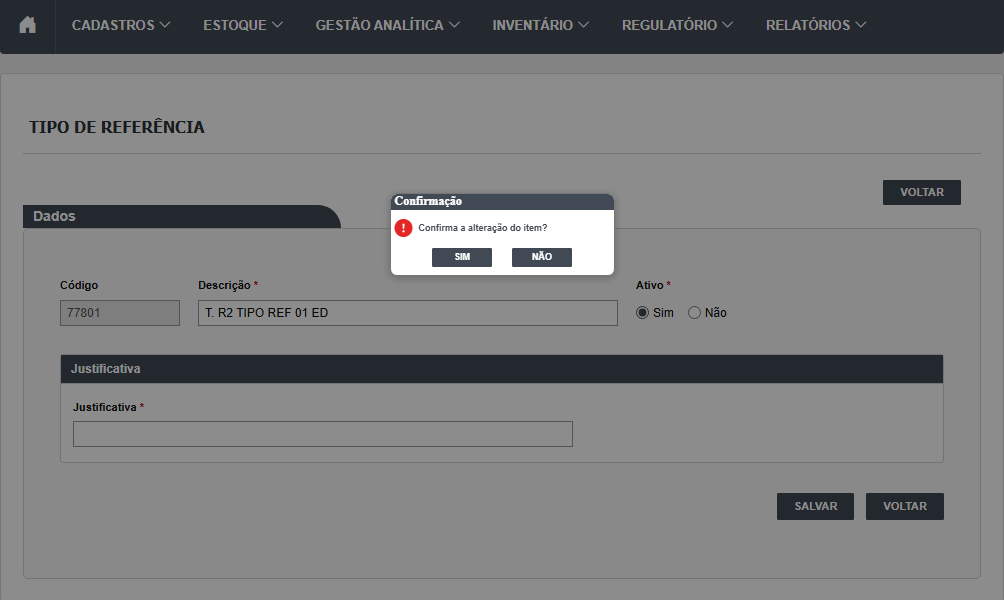 CADASTROS ESTOQUE GESTÃO ANALÍTICA INVENTÁRIO REGULATÓRIO RELATÓRIOS
TIPO DE REFERÊNCIA
VOLTAR
Dados
Confirmação
Confirma a alteração do item?
SIM NÃO
Código Descrição * Ativo *
77801 T. R2 TIPO REF 01 ED Sim Não
Justificativa
Justificativa *
SALVAR VOLTAR